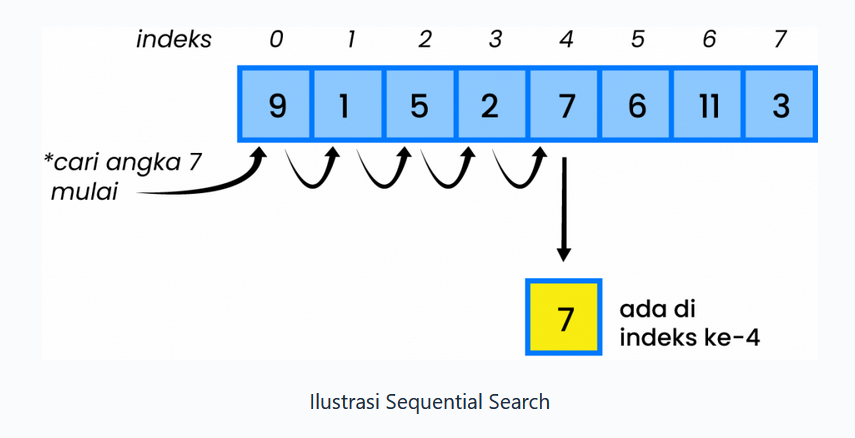 indeks 0 1 2 3 4 5 6 7
9 1 5 2 7 6 11 3
*cari angka 7
mulai
7
ada di
indeks ke-4
Ilustrasi Sequential Search